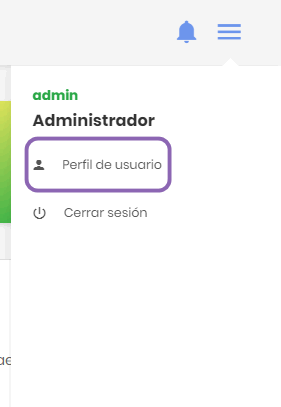 admin
Administrador
Perfil de usuario
Cerrar sesión